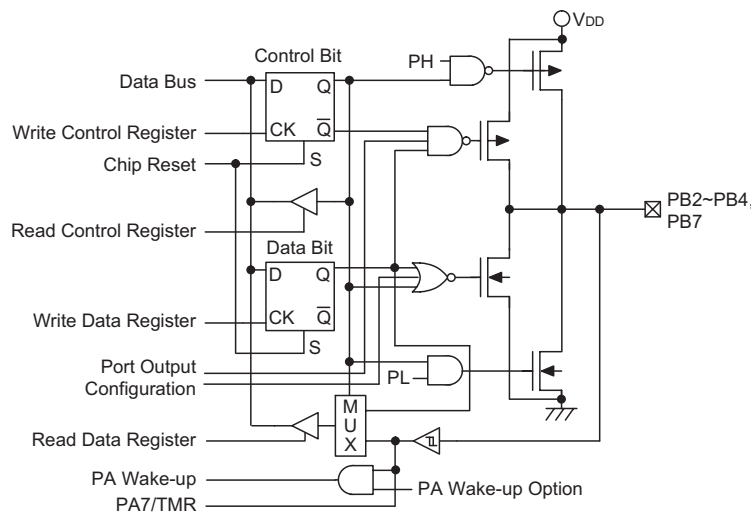 VDD
Control Bit
PH
Data Bus
D Q
Write Control Register
CK Q
Chip Reset
S
PB2~PB4,
PB7
Read Control Register
Data Bit
D Q
Write Data Register
CK Q
S
Port Output
Configuration
PL
M
U
X
Read Data Register
PA Wake-up
PA Wake-up Option
PA7/TMR